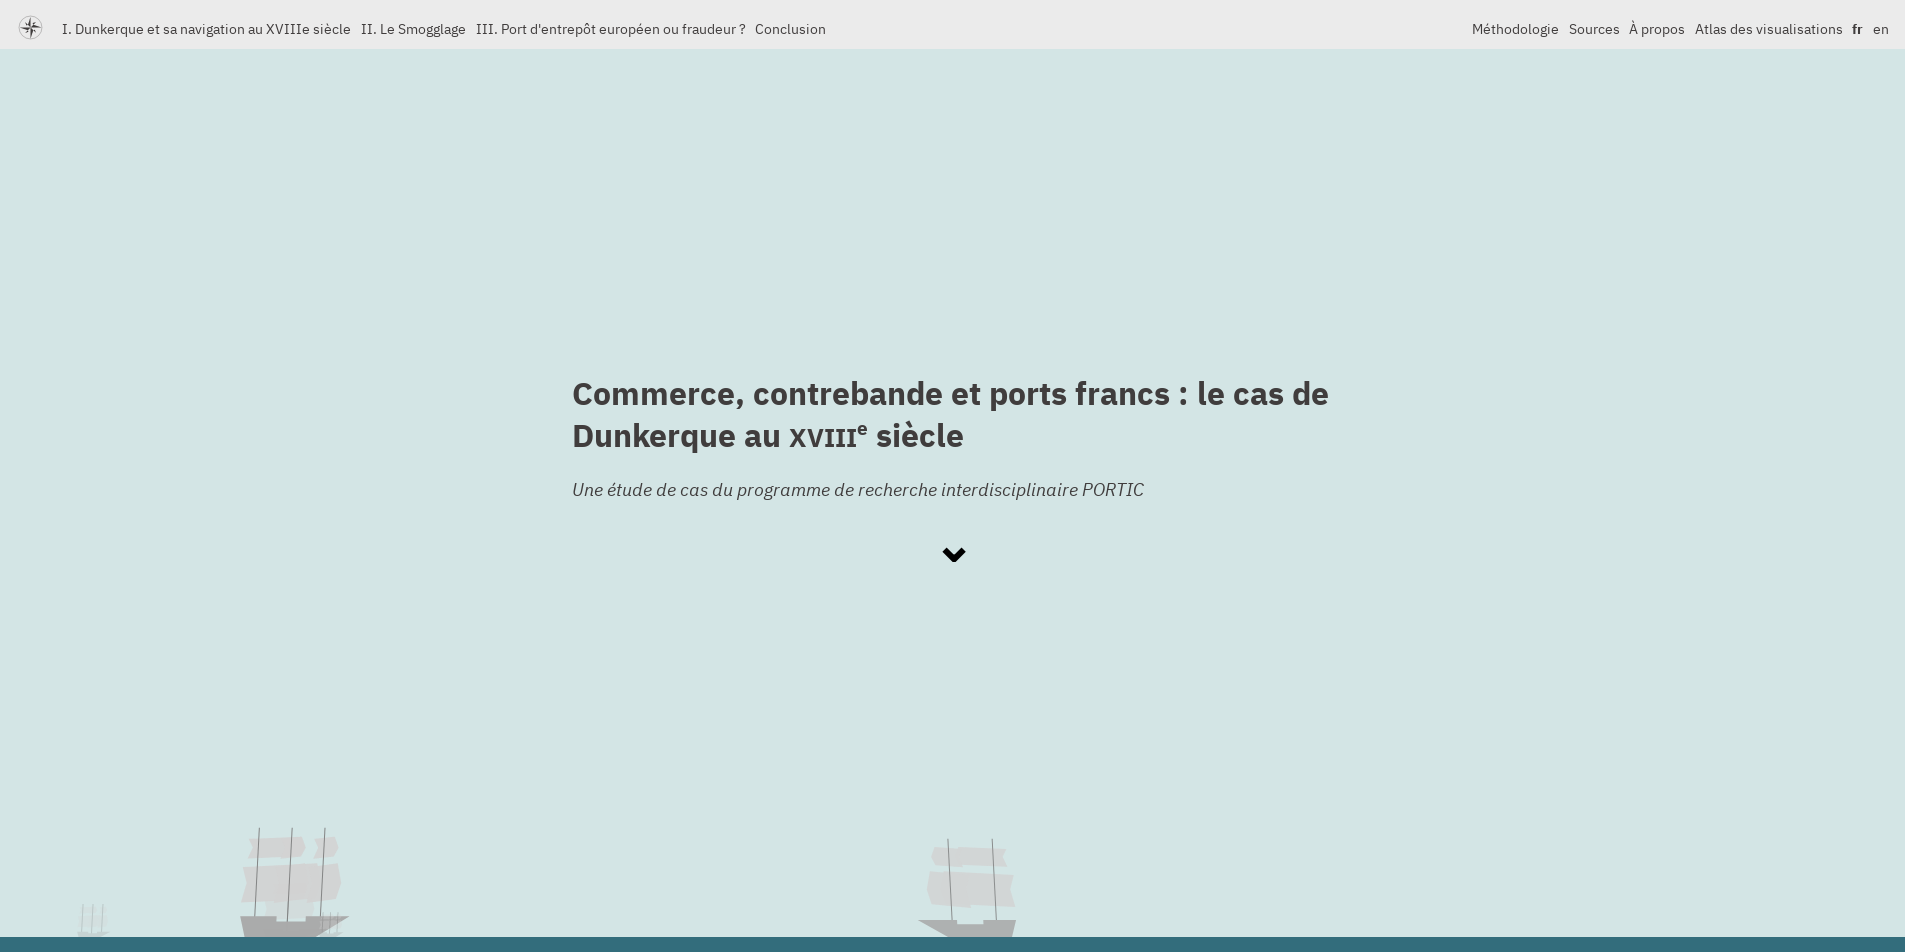 I. Dunkerque et sa navigation au XVIIIe siècle II. Le Smogglage III. Port d'entrepôt européen ou fraudeur ? Conclusion Méthodologie Sources À propos Atlas des visualisations fr en
Commerce, contrebande et ports francs : le cas de
Dunkerque au XVIIIe siècle
Une étude de cas du programme de recherche interdisciplinaire PORTIC